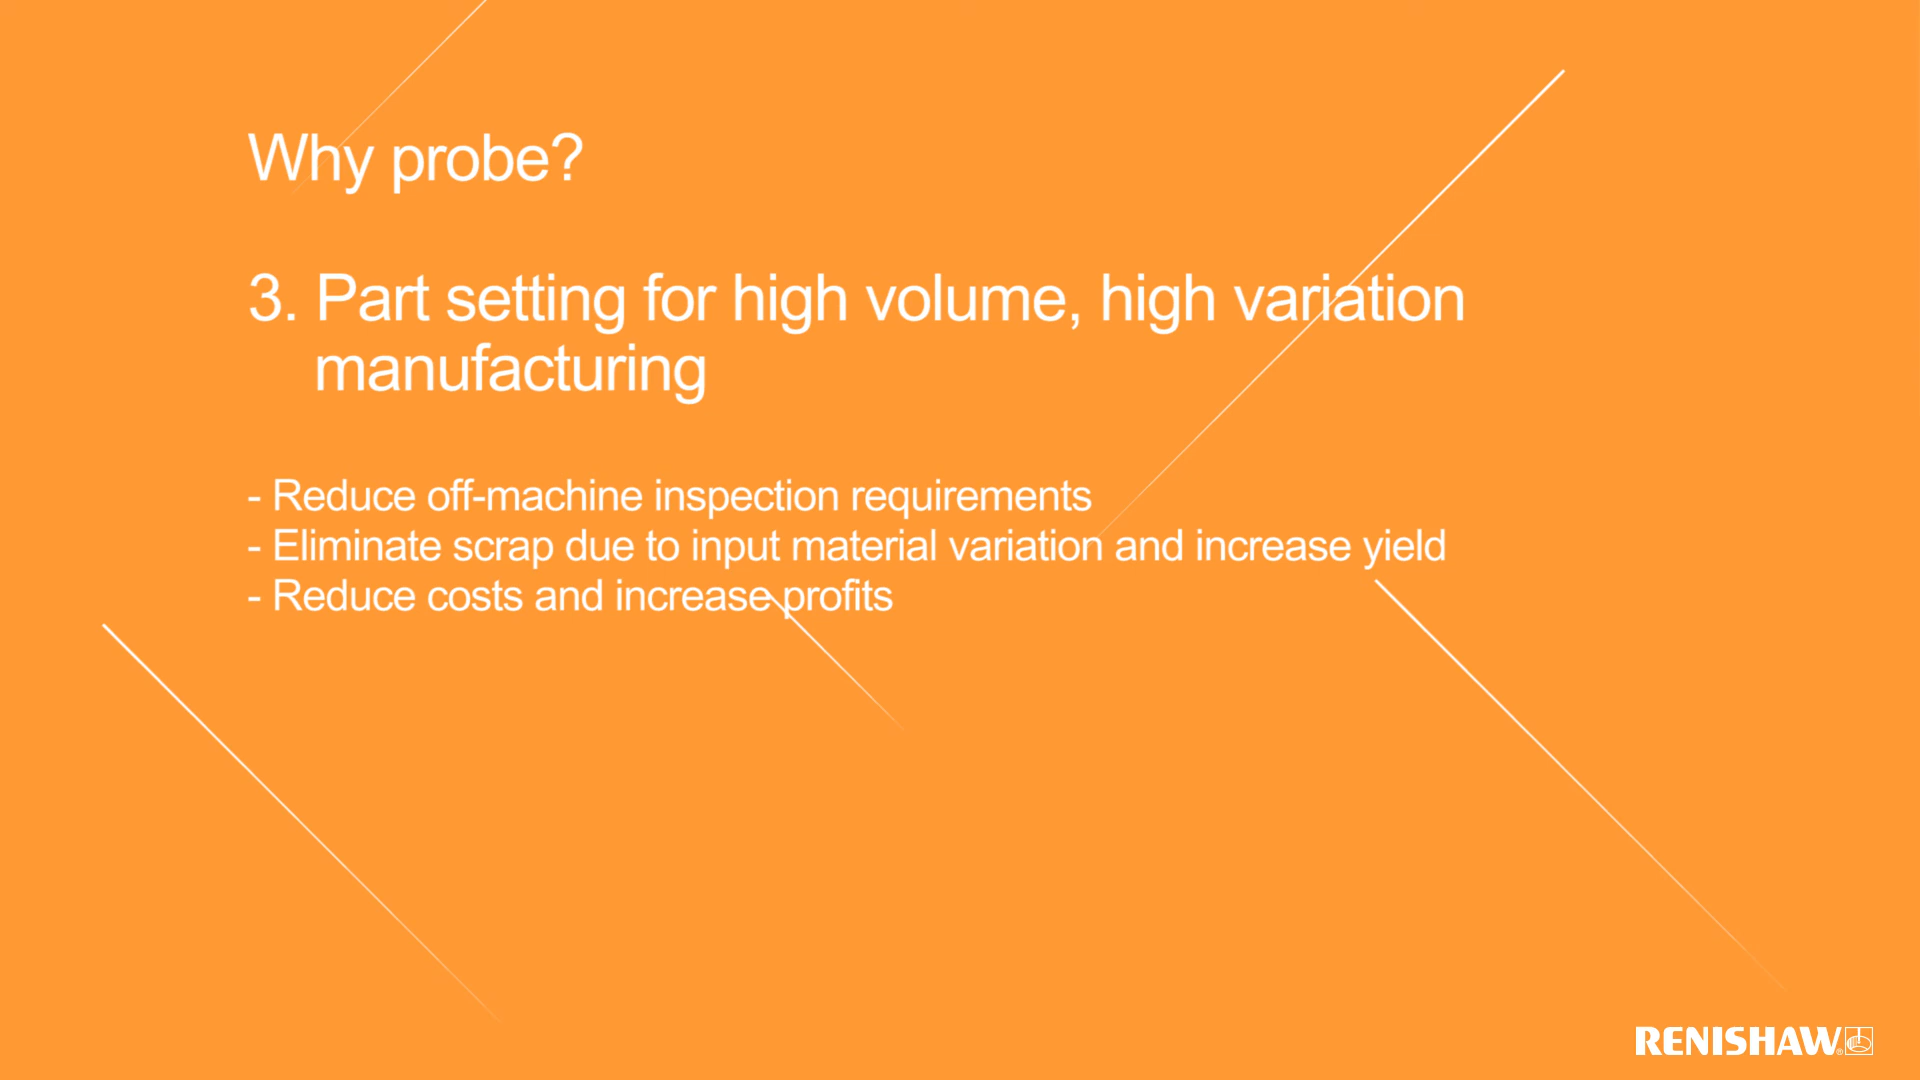 Why probe?
3. Part setting for high volume, high variation
manufacturing
- Reduce off-machine inspection requirements
- Eliminate scrap due to input material variation and increase yield
- Reduce costs and increase profits
RENISHAW®